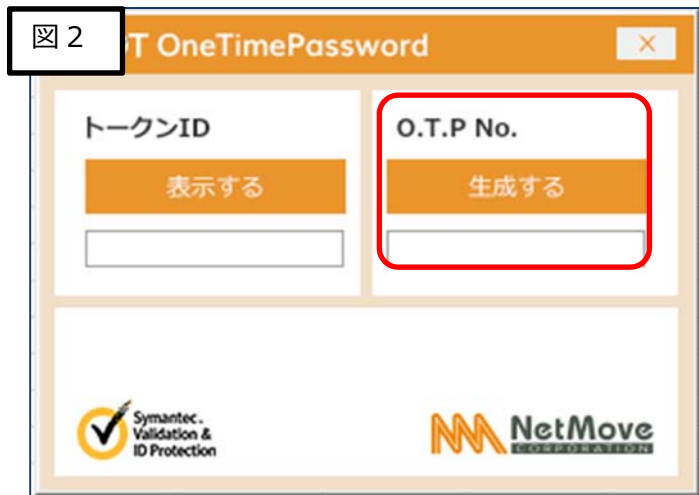 図２
T OneTimePassword
×
トークンID
O.T.P No.
表示する
生成する
Symantec.
Validation &
ID Protection
NetMove
CORPORATION